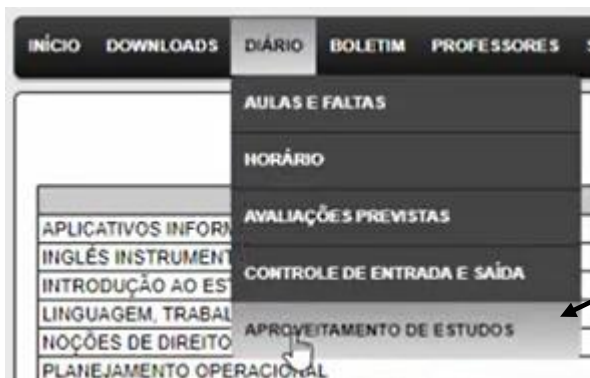 INÍCIO DOWNLOADS DIÁRIO BOLETIM PROFESSORES
AULAS E FALTAS
HORÁRIO
AVALIAÇÕES PREVISTAS
CONTROLE DE ENTRADA E SAÍDA
APROVEITAMENTO DE ESTUDOS
APLICATIVOS INFORM
INGLÊS INSTRUMENT
INTRODUÇÃO AO ES
LINGUAGEM, TRABAL
NOÇÕES DE DIREITO
PLANEJAMENTO OPERACIONAL